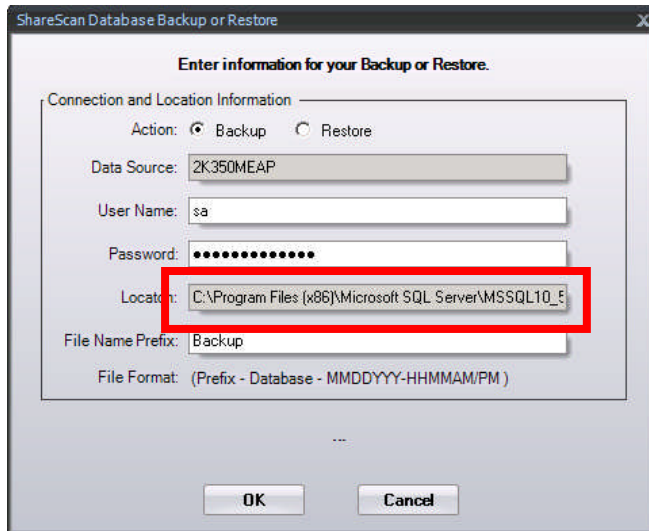 ShareScan Database Backup or Restore X
Enter information for your Backup or Restore.
Connection and Location Information
Action: Backup Restore
Data Source: 2K350MEAP
User Name: sa
Password: •••••••••••••
Locaton: C:\Program Files (x86)\Microsoft SQL Server\MSSQL10_5
File Name Prefix: Backup
File Format: (Prefix - Database - MMDDYYY-HHMMAM/PM )
...
OK Cancel